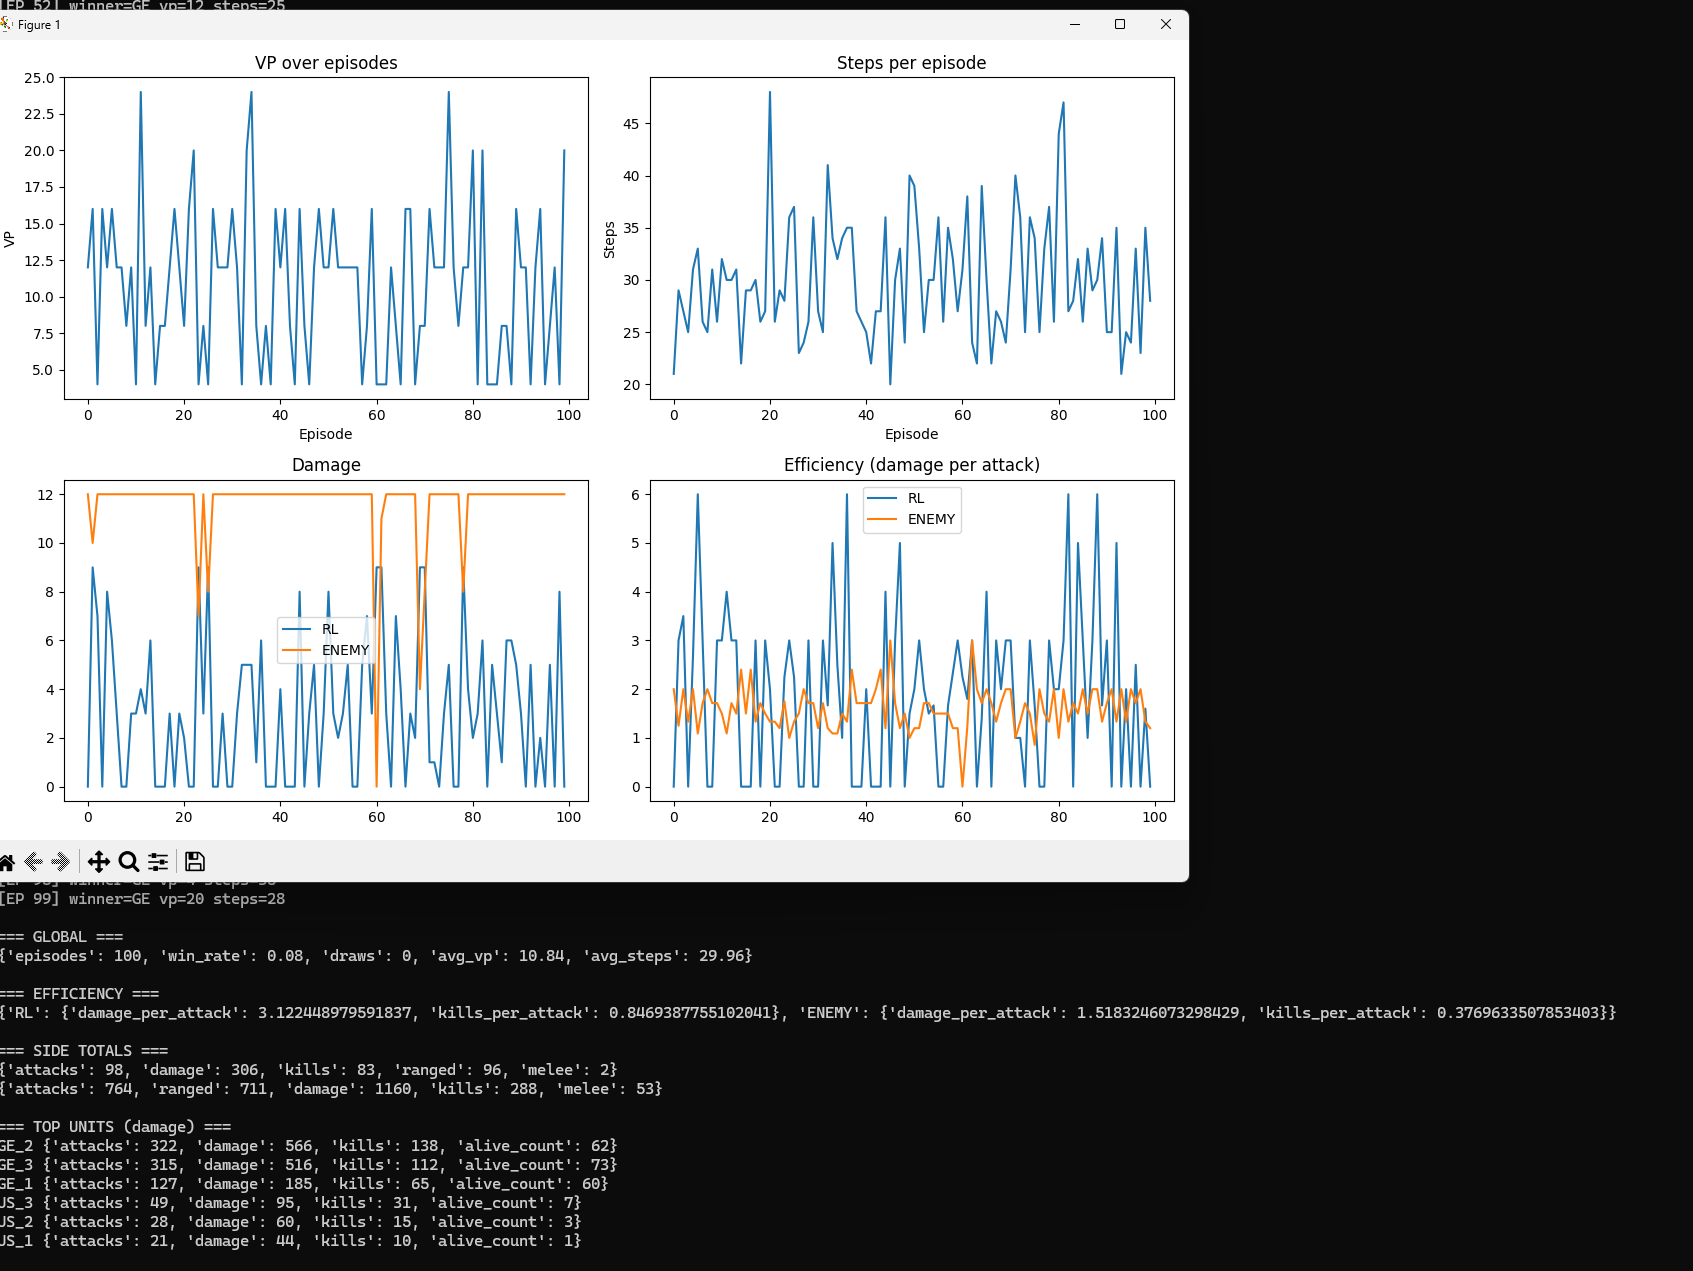 [EP 52] winner=GE vp=12 steps=25
Figure 1
VP over episodes
25.0
22.5
20.0
17.5
15.0
12.5
10.0
7.5
5.0
VP
0 20 40 60 80 100
Episode
Steps per episode
45
40
35
30
25
20
Steps
0 20 40 60 80 100
Episode
Damage
12
10
8
6
4
2
0
RL
ENEMY
0 20 40 60 80 100
Efficiency (damage per attack)
6
5
4
3
2
1
0
RL
ENEMY
0 20 40 60 80 100
[EP 99] winner=GE vp=20 steps=28
=== GLOBAL ===
{'episodes': 100, 'win_rate': 0.08, 'draws': 0, 'avg_vp': 10.84, 'avg_steps': 29.96}
=== EFFICIENCY ===
{'RL': {'damage_per_attack': 3.122448979591837, 'kills_per_attack': 0.8469387755102041}, 'ENEMY': {'damage_per_attack': 1.5183246073298429, 'kills_per_attack': 0.3769633507853403}}
=== SIDE TOTALS ===
{'attacks': 98, 'damage': 306, 'kills': 83, 'ranged': 96, 'melee': 2}
{'attacks': 764, 'ranged': 711, 'damage': 1160, 'kills': 288, 'melee': 53}
=== TOP UNITS (damage) ===
GE_2 {'attacks': 322, 'damage': 566, 'kills': 138, 'alive_count': 62}
GE_3 {'attacks': 315, 'damage': 516, 'kills': 112, 'alive_count': 73}
GE_1 {'attacks': 127, 'damage': 185, 'kills': 65, 'alive_count': 60}
US_3 {'attacks': 49, 'damage': 95, 'kills': 31, 'alive_count': 7}
US_2 {'attacks': 28, 'damage': 60, 'kills': 15, 'alive_count': 3}
US_1 {'attacks': 21, 'damage': 44, 'kills': 10, 'alive_count': 1}